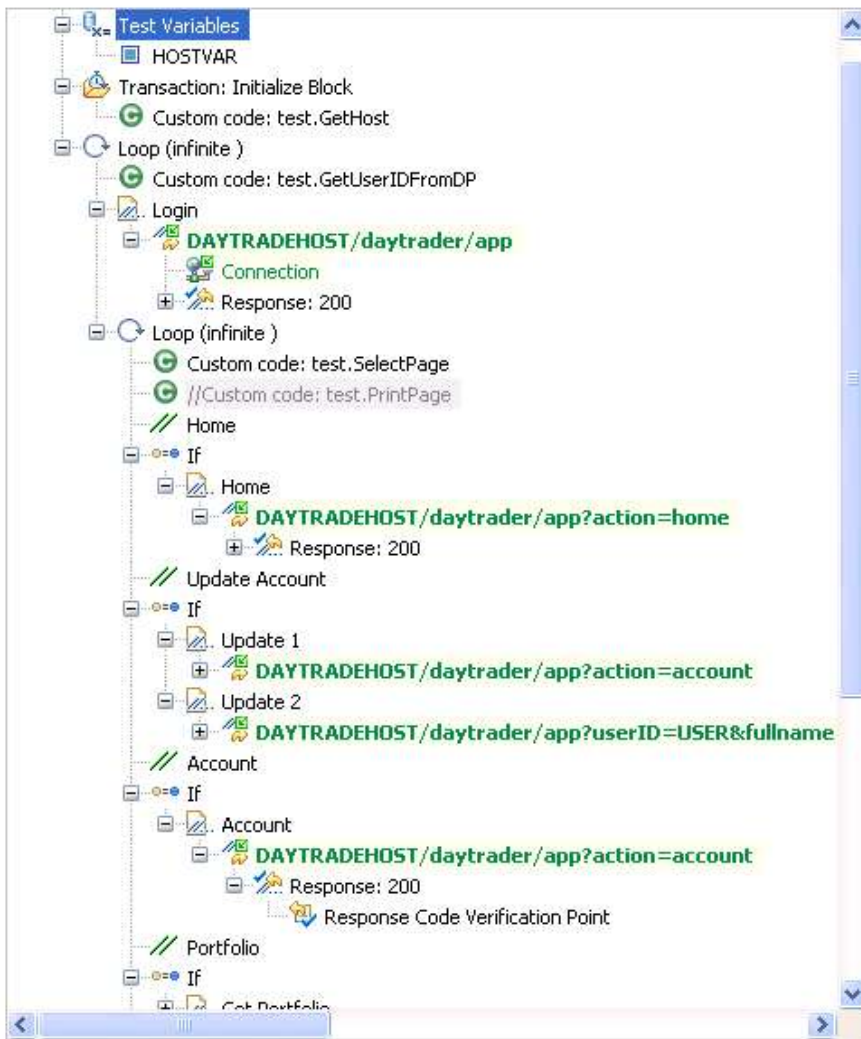 Test Variables
HOSTVAR
Transaction: Initialize Block
Custom code: test.GetHost
Loop (infinite )
Custom code: test.GetUserIDFromDP
Login
DAYTRADEHOST/daytrader/app
Connection
Response: 200
Loop (infinite )
Custom code: test.SelectPage
//Custom code: test.PrintPage
Home
If
Home
DAYTRADEHOST/daytrader/app?action=home
Response: 200
Update Account
If
Update 1
DAYTRADEHOST/daytrader/app?action=account
Update 2
DAYTRADEHOST/daytrader/app?userID=USER&fullname
Account
If
Account
DAYTRADEHOST/daytrader/app?action=account
Response: 200
Response Code Verification Point
Portfolio
If
Portfolio